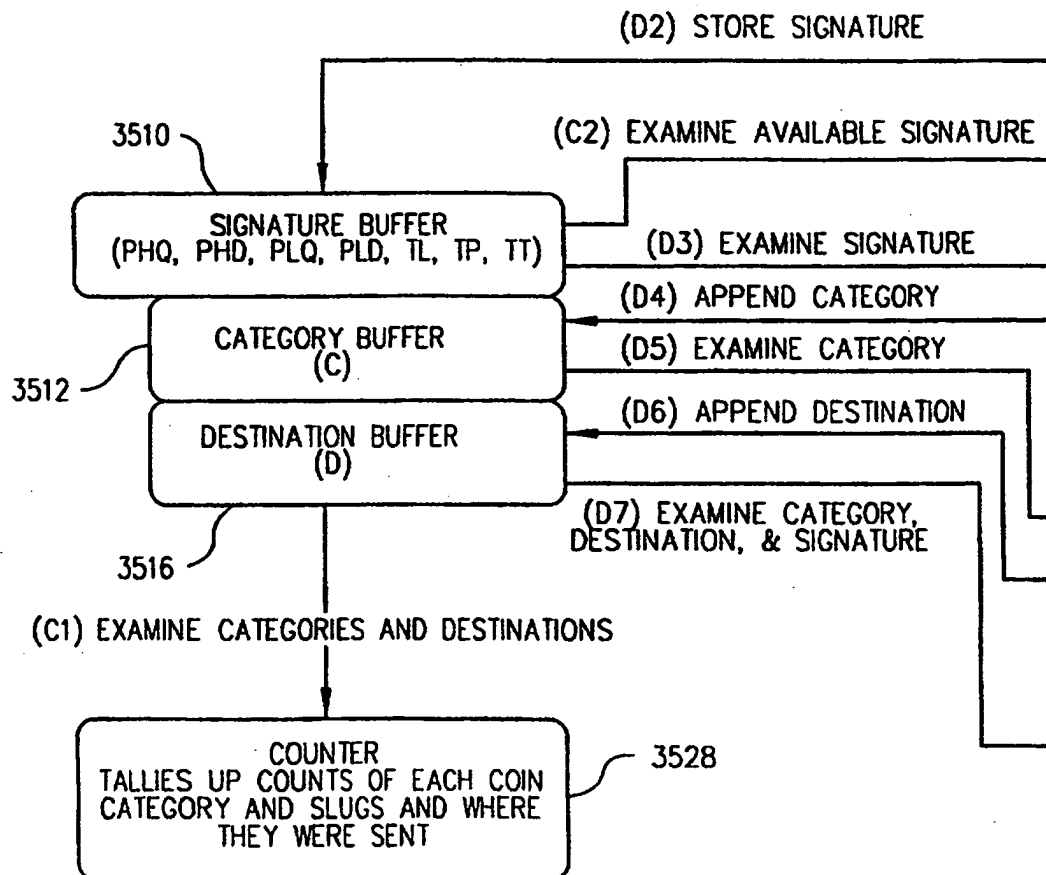 (D2) STORE SIGNATURE
(C2) EXAMINE AVAILABLE SIGNATURE
3510
SIGNATURE BUFFER
(PHQ, PHD, PLQ, PLD, TL, TP, TT)
(D3) EXAMINE SIGNATURE
(D4) APPEND CATEGORY
CATEGORY BUFFER
(C)
(D5) EXAMINE CATEGORY
3512
(D6) APPEND DESTINATION
DESTINATION BUFFER
(D)
(D7) EXAMINE CATEGORY,
DESTINATION, & SIGNATURE
3516
(C1) EXAMINE CATEGORIES AND DESTINATIONS
COUNTER
TALLIES UP COUNTS OF EACH COIN
CATEGORY AND SLUGS AND WHERE
THEY WERE SENT
3528